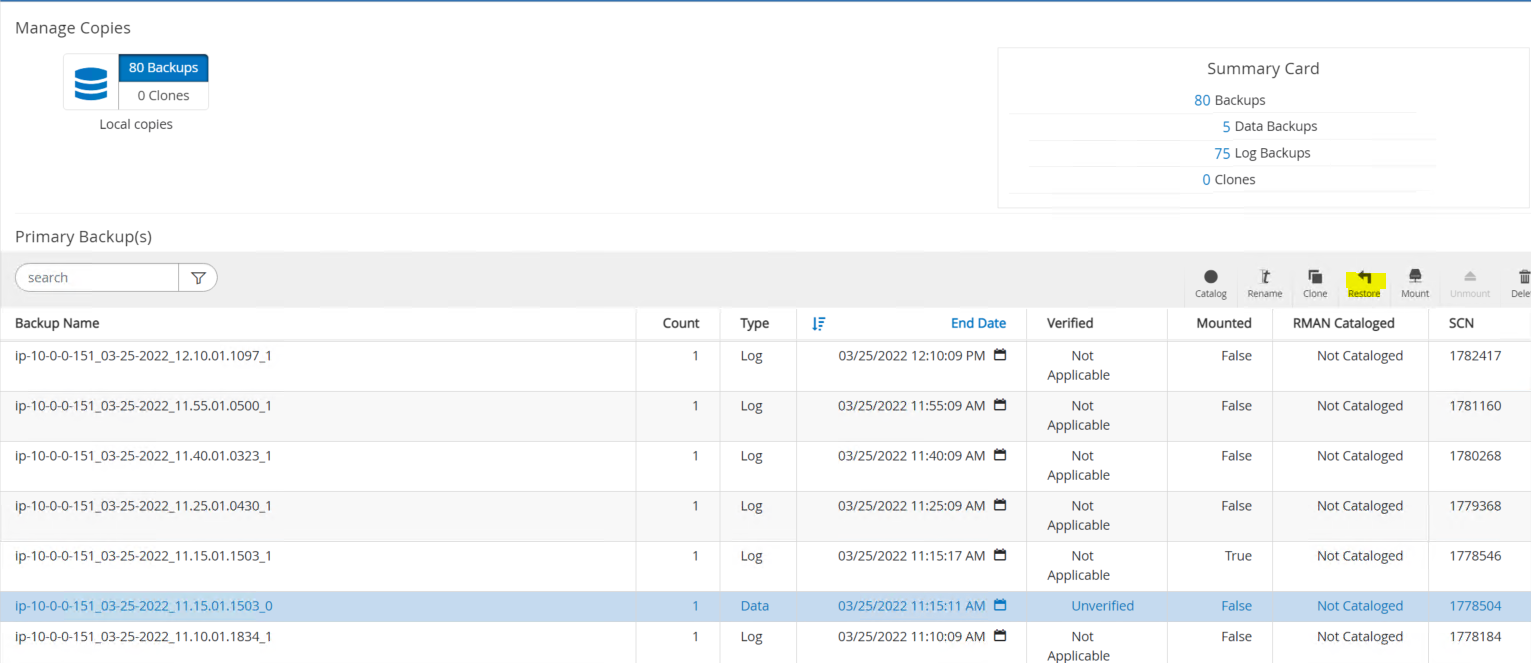 Manage Copies
80 Backups
0 Clones
Local copies
Summary Card
80 Backups
5 Data Backups
75 Log Backups
0 Clones
Primary Backup(s)
search
Catalog Rename Clone Restore Mount Unmount Dele
Backup Name Count Type End Date Verified Mounted RMAN Cataloged SCN
ip-10-0-0-151_03-25-2022_12.10.01.1097_1 1 Log 03/25/2022 12:10:09 PM Not Applicable False Not Cataloged 1782417
ip-10-0-0-151_03-25-2022_11.55.01.0500_1 1 Log 03/25/2022 11:55:09 AM Not Applicable False Not Cataloged 1781160
ip-10-0-0-151_03-25-2022_11.40.01.0323_1 1 Log 03/25/2022 11:40:09 AM Not Applicable False Not Cataloged 1780268
ip-10-0-0-151_03-25-2022_11.25.01.0430_1 1 Log 03/25/2022 11:25:09 AM Not Applicable False Not Cataloged 1779368
ip-10-0-0-151_03-25-2022_11.15.01.1503_1 1 Log 03/25/2022 11:15:17 AM Not Applicable True Not Cataloged 1778546
ip-10-0-0-151_03-25-2022_11.15.01.1503_0 1 Data 03/25/2022 11:15:11 AM Unverified False Not Cataloged 1778504
ip-10-0-0-151_03-25-2022_11.10.01.1834_1 1 Log 03/25/2022 11:10:09 AM Not Applicable False Not Cataloged 1778184